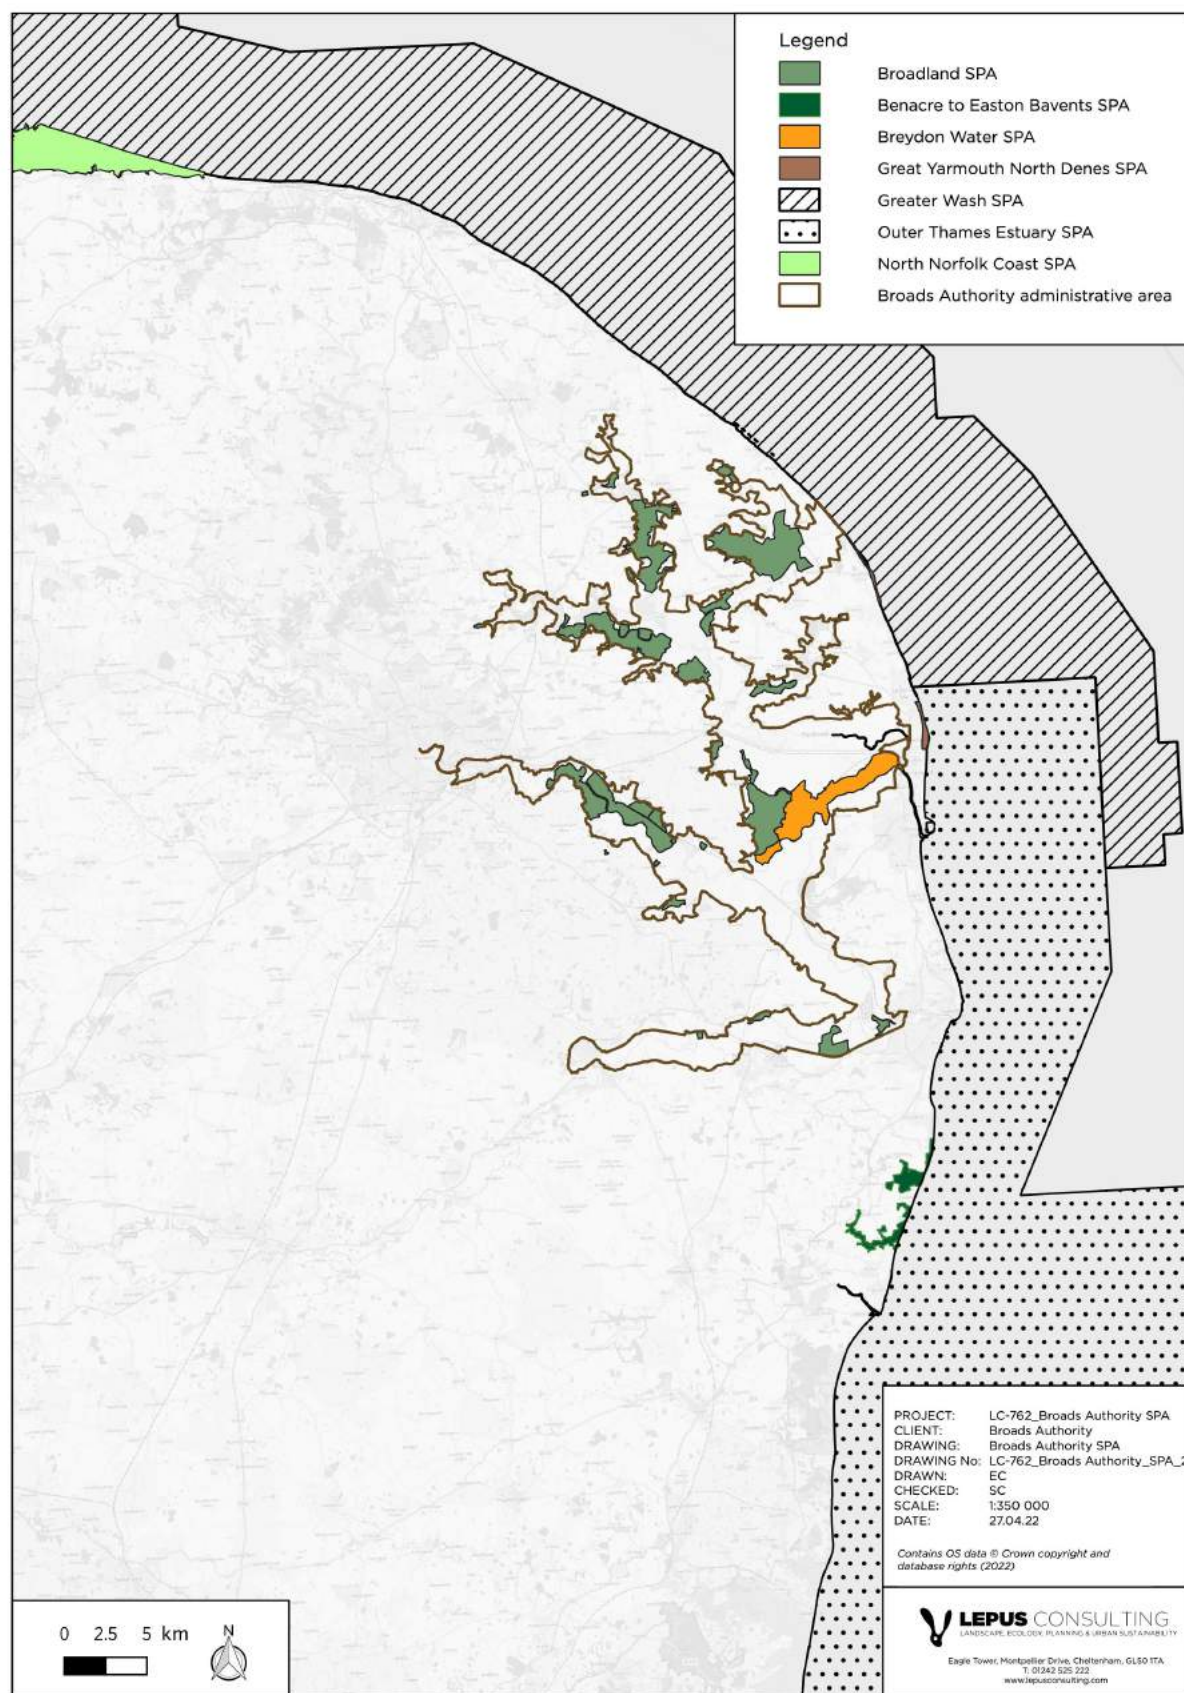 Legend
Broadland SPA
Benacre to Easton Bavents SPA
Breydon Water SPA
Great Yarmouth North Denes SPA
Greater Wash SPA
Outer Thames Estuary SPA
North Norfolk Coast SPA
Broads Authority administrative area
PROJECT: LC-762_Broads Authority SPA
CLIENT: Broads Authority
DRAWING: Broads Authority SPA
DRAWING No: LC-762_Broads Authority_SPA_2
DRAWN: EC
CHECKED: SC
SCALE: 1:350 000
DATE: 27.04.22
Contains OS data © Crown copyright and
database rights (2022)
LEPUS CONSULTING
LANDSCAPE, ECOLOGY, PLANNING & URBAN SUSTAINABILITY
Eagle Tower, Montpellier Drive, Cheltenham, GL50 1TA
T: 01242 525 222
www.lepusconsulting.com
0 2.5 5 km
N